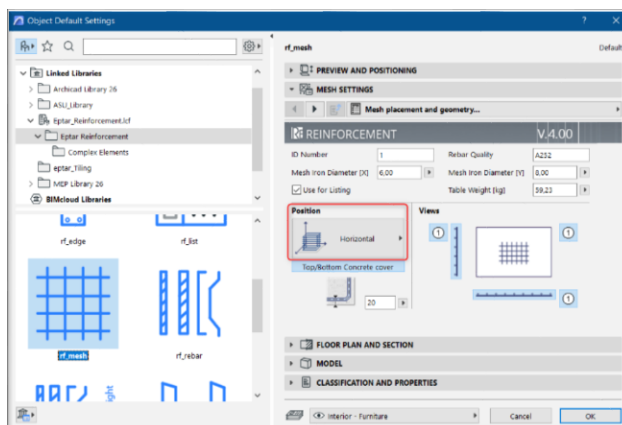 Object Default Settings
rf_mesh
Default
PREVIEW AND POSITIONING
MESH SETTINGS
Mesh placement and geometry...
REINFORCEMENT V.4.00
ID Number 1 Rebar Quality A252
Mesh Iron Diameter [X] 6,00 Mesh Iron Diameter [Y] 8,00
Use for Listing Table Weight [kg] 59,23
Position Views
Horizontal
1
1
Top/Bottom Concrete cover
20
1
FLOOR PLAN AND SECTION
MODEL
CLASSIFICATION AND PROPERTIES
Interior - Furniture
Cancel
OK
Linked Libraries
Archicad Library 26
ASU_Library
Eptar_Reinforcement.lcf
Eptar Reinforcement
Complex Elements
eptar_Tiling
MEP Library 26
BIMcloud Libraries
rf_edge rf_list
rf_mesh rf_rebar